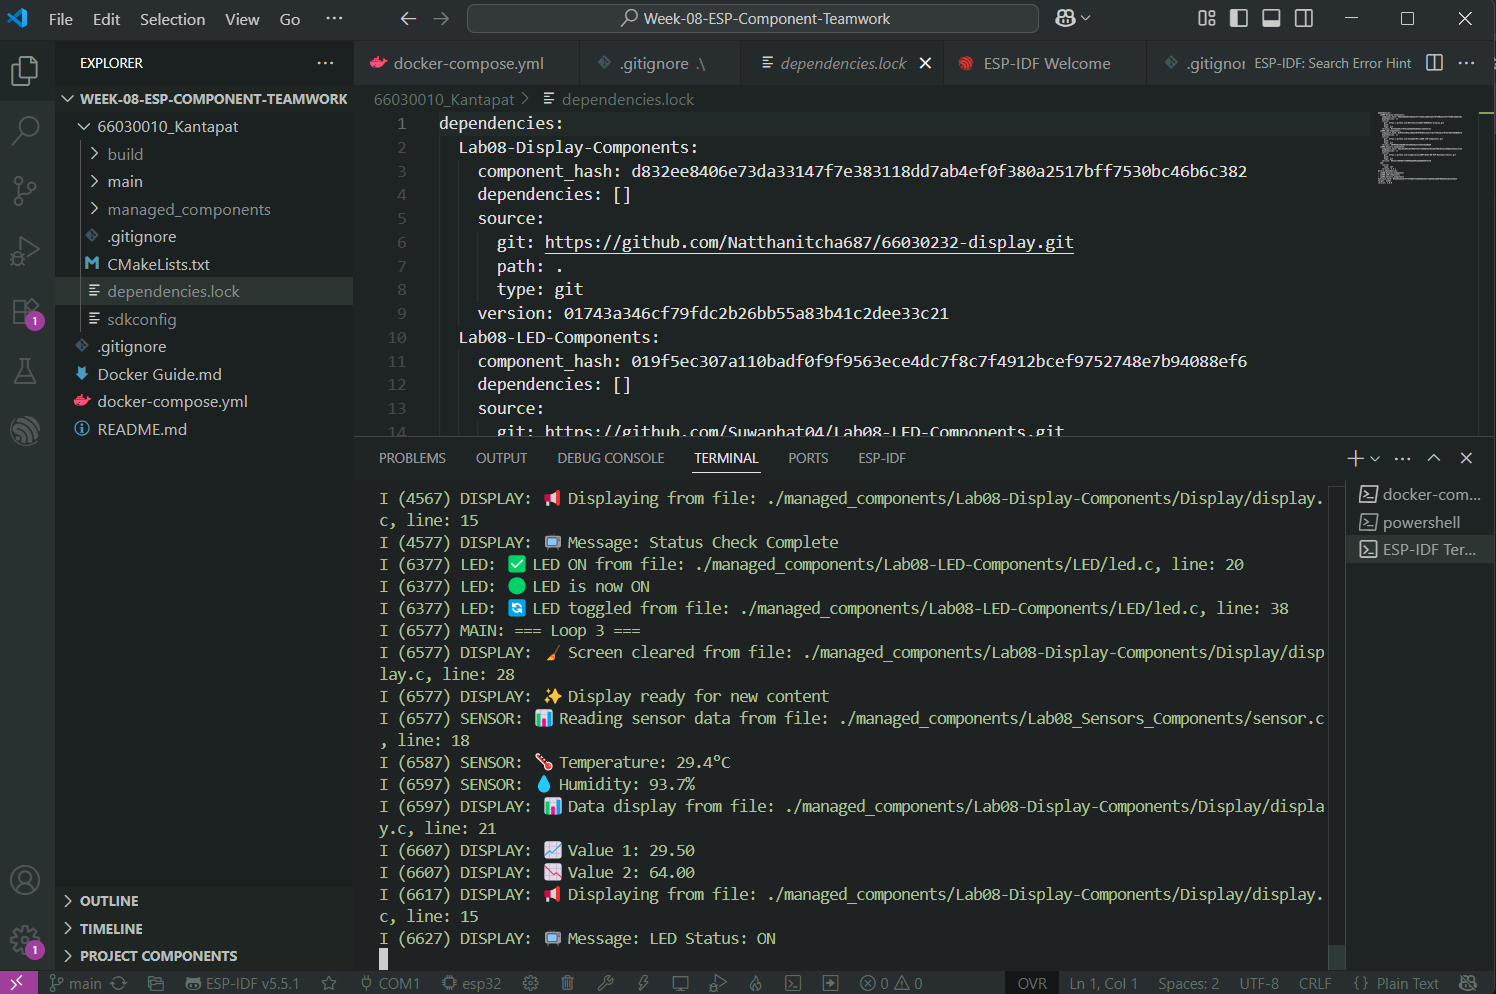 File Edit Selection View Go ··· Week-08-ESP-Component-Teamwork
EXPLORER ···
docker-compose.yml .gitignore .\ dependencies.lock ESP-IDF Welcome .gitignor ESP-IDF: Search Error Hint ···
WEEK-08-ESP-COMPONENT-TEAMWORK
66030010_Kantapat
build
main
managed_components
.gitignore
CMakeLists.txt
dependencies.lock
sdkconfig
.gitignore
Docker Guide.md
docker-compose.yml
README.md
OUTLINE
TIMELINE
PROJECT COMPONENTS
1
1
66030010_Kantapat > dependencies.lock
1 dependencies:
2 Lab08-Display-Components:
3 component_hash: d832ee8406e73da33147f7e383118dd7ab4ef0f380a2517bff7530bc46b6c382
4 dependencies: []
5 source:
6 git: https://github.com/Natthanitcha687/66030232-display.git
7 path: .
8 type: git
9 version: 01743a346cf79fdc2b26bb55a83b41c2dee33c21
10 Lab08-LED-Components:
11 component_hash: 019f5ec307a110badf0f9f9563ece4dc7f8c7f4912bcef9752748e7b94088ef6
12 dependencies: []
13 source:
14 git: https://github.com/Suwaphat04/Lab08-LED-Components.git
PROBLEMS OUTPUT DEBUG CONSOLE TERMINAL PORTS ESP-IDF
docker-com...
powershell
ESP-IDF Ter...
I (4567) DISPLAY: 📢 Displaying from file: ./managed_components/Lab08-Display-Components/Display/display.
c, line: 15
I (4577) DISPLAY: 📺 Message: Status Check Complete
I (6377) LED: ✅ LED ON from file: ./managed_components/Lab08-LED-Components/LED/led.c, line: 20
I (6377) LED: 🟢 LED is now ON
I (6377) LED: 🔄 LED toggled from file: ./managed_components/Lab08-LED-Components/LED/led.c, line: 38
I (6577) MAIN: === Loop 3 ===
I (6577) DISPLAY: 🧹 Screen cleared from file: ./managed_components/Lab08-Display-Components/Display/disp
lay.c, line: 28
I (6577) DISPLAY: ✨ Display ready for new content
I (6577) SENSOR: 📊 Reading sensor data from file: ./managed_components/Lab08_Sensors_Components/sensor.c
, line: 18
I (6587) SENSOR: 🌡️ Temperature: 29.4°C
I (6597) SENSOR: 💧 Humidity: 93.7%
I (6597) DISPLAY: 📊 Data display from file: ./managed_components/Lab08-Display-Components/Display/displa
y.c, line: 21
I (6607) DISPLAY: 📈 Value 1: 29.50
I (6607) DISPLAY: 📉 Value 2: 64.00
I (6617) DISPLAY: 📢 Displaying from file: ./managed_components/Lab08-Display-Components/Display/display.
c, line: 15
I (6627) DISPLAY: 📺 Message: LED Status: ON
main ESP-IDF v5.5.1 COM1 esp32 0 0 OVR Ln 1, Col 1 Spaces: 2 UTF-8 CRLF {} Plain Text